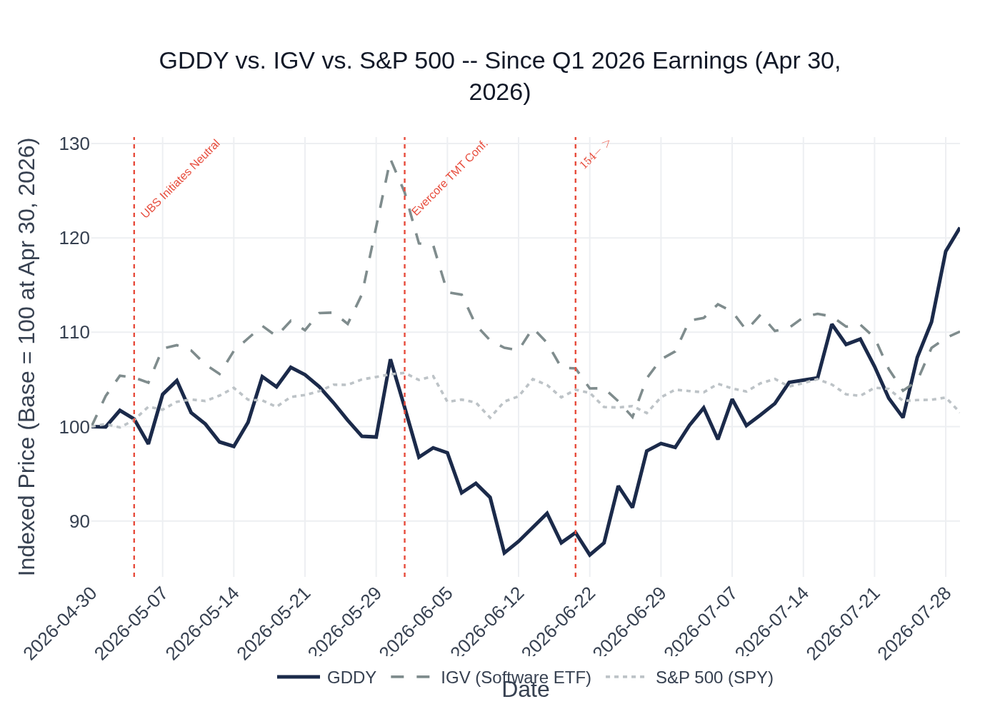 GDDY vs. IGV vs. S&P 500 -- Since Q1 2026 Earnings (Apr 30,
2026)
Indexed Price (Base = 100 at Apr 30, 2026)
130
120
110
100
90
UBS Initiates Neutral
Evercore TMT Conf.
154— >
2026-04-30
2026-05-07
2026-05-14
2026-05-21
2026-05-29
2026-06-05
2026-06-12
2026-06-22
2026-06-29
2026-07-07
2026-07-14
2026-07-21
2026-07-28
GDDY
IGV (Software ETF)
S&P 500 (SPY)
Date